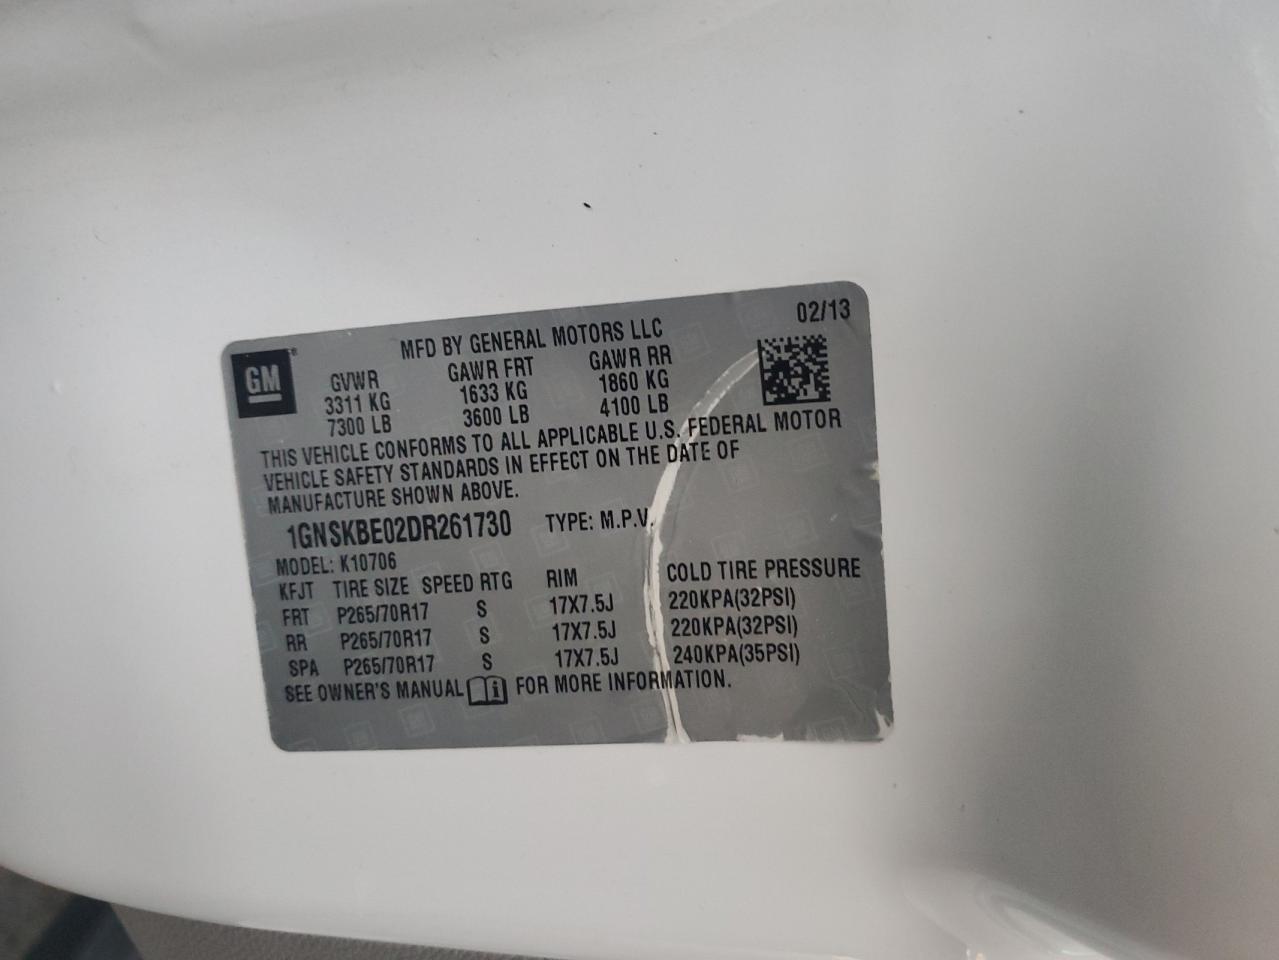 02/13
MFD BY GENERAL MOTORS LLC
GM
GVWR GAWR FRT GAWR RR
3311 KG 1633 KG 1860 KG
7300 LB 3600 LB 4100 LB
THIS VEHICLE CONFORMS TO ALL APPLICABLE U.S. FEDERAL MOTOR
VEHICLE SAFETY STANDARDS IN EFFECT ON THE DATE OF
MANUFACTURE SHOWN ABOVE.
1GNSKBE02DR261730 TYPE: M.P.V.
MODEL: K10706
KFJT TIRE SIZE SPEED RTG RIM COLD TIRE PRESSURE
FRT P265/70R17 S 17X7.5J 220KPA(32PSI)
RR P265/70R17 S 17X7.5J 220KPA(32PSI)
SPA P265/70R17 S 17X7.5J 240KPA(35PSI)
SEE OWNER'S MANUAL FOR MORE INFORMATION.